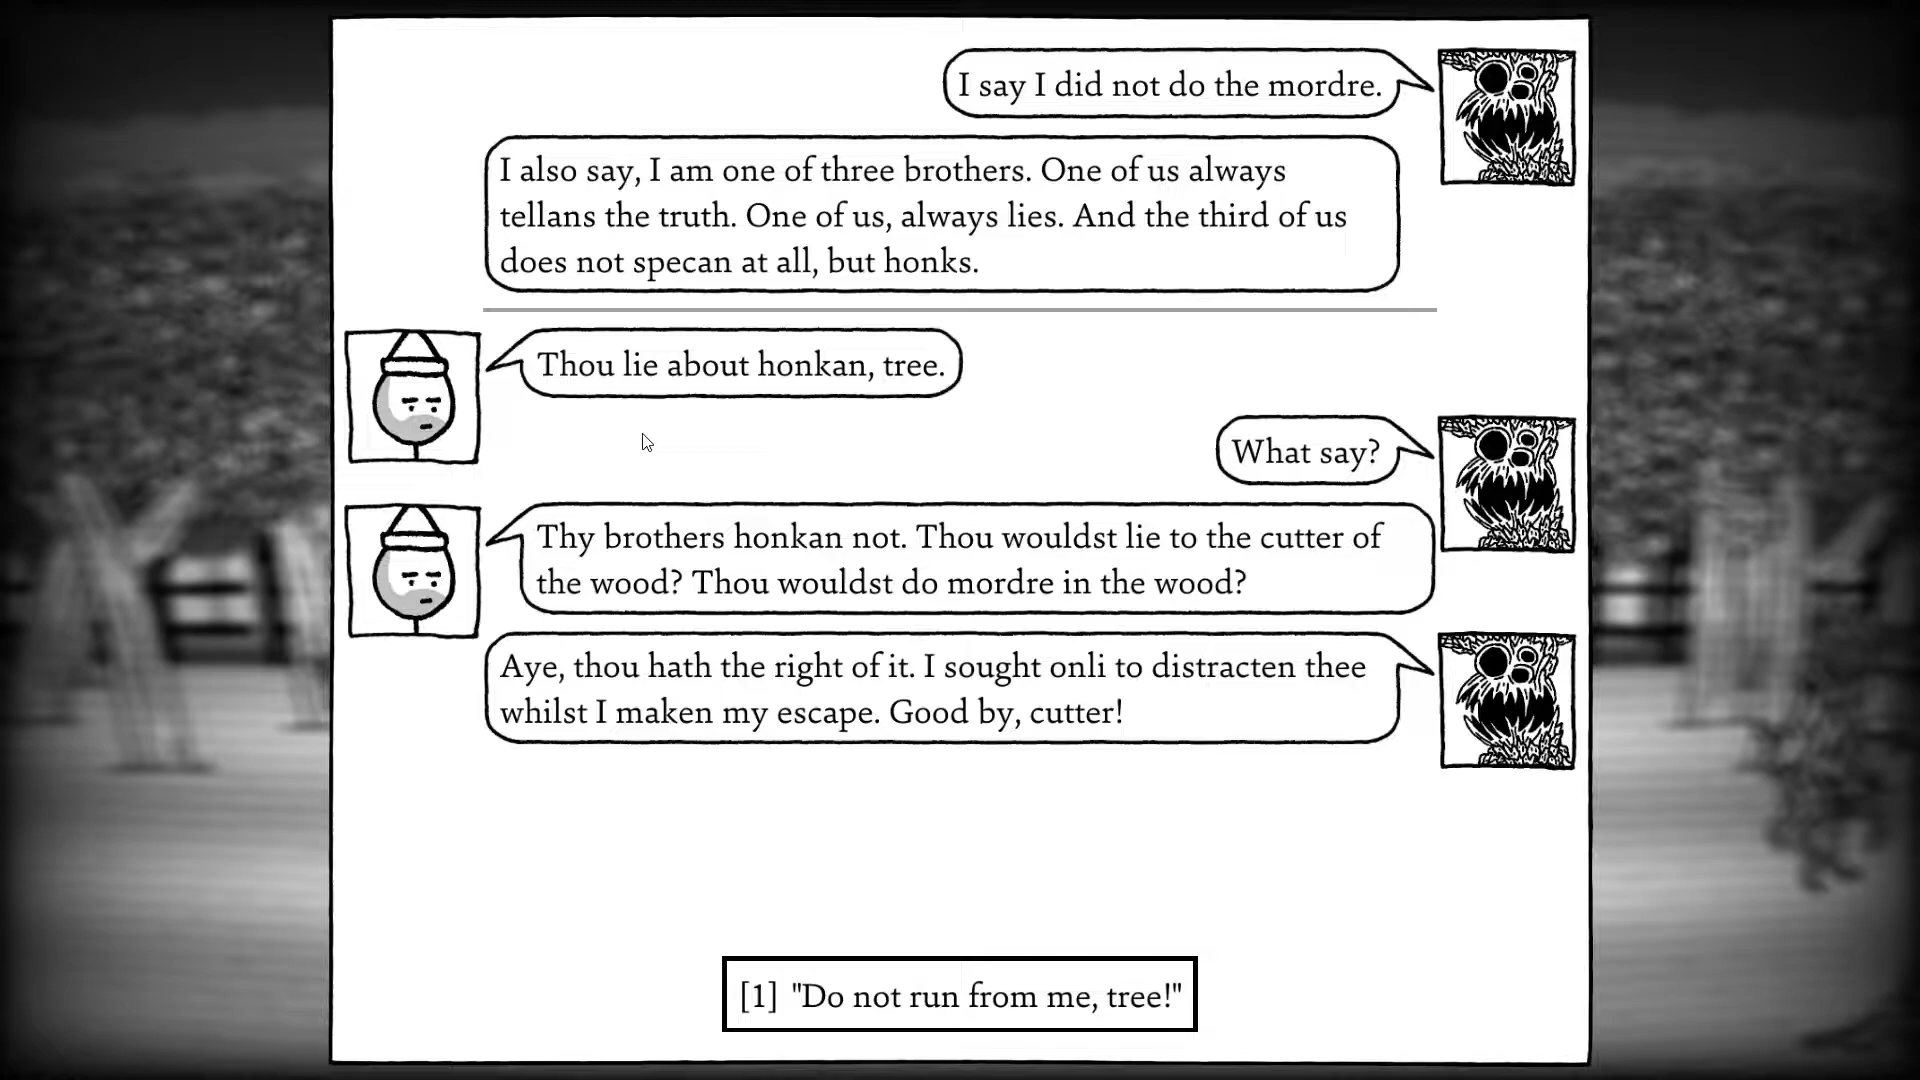 I say I did not do the mordre.
I also say, I am one of three brothers. One of us always
tellans the truth. One of us, always lies. And the third of us
does not specan at all, but honks.
Thou lie about honkan, tree.
What say?
Thy brothers honkan not. Thou wouldst lie to the cutter of
the wood? Thou wouldst do mordre in the wood?
Aye, thou hath the right of it. I sought onli to distracten thee
whilst I maken my escape. Good by, cutter!
[1] "Do not run from me, tree!"